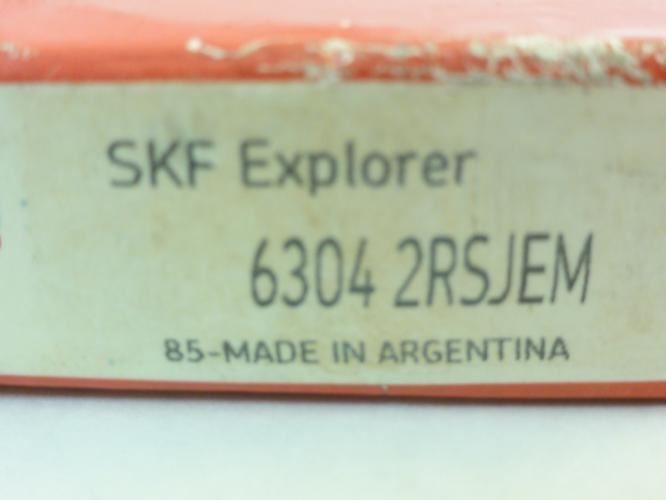 SKF Explorer
6304 2RSJEM
85-MADE IN ARGENTINA